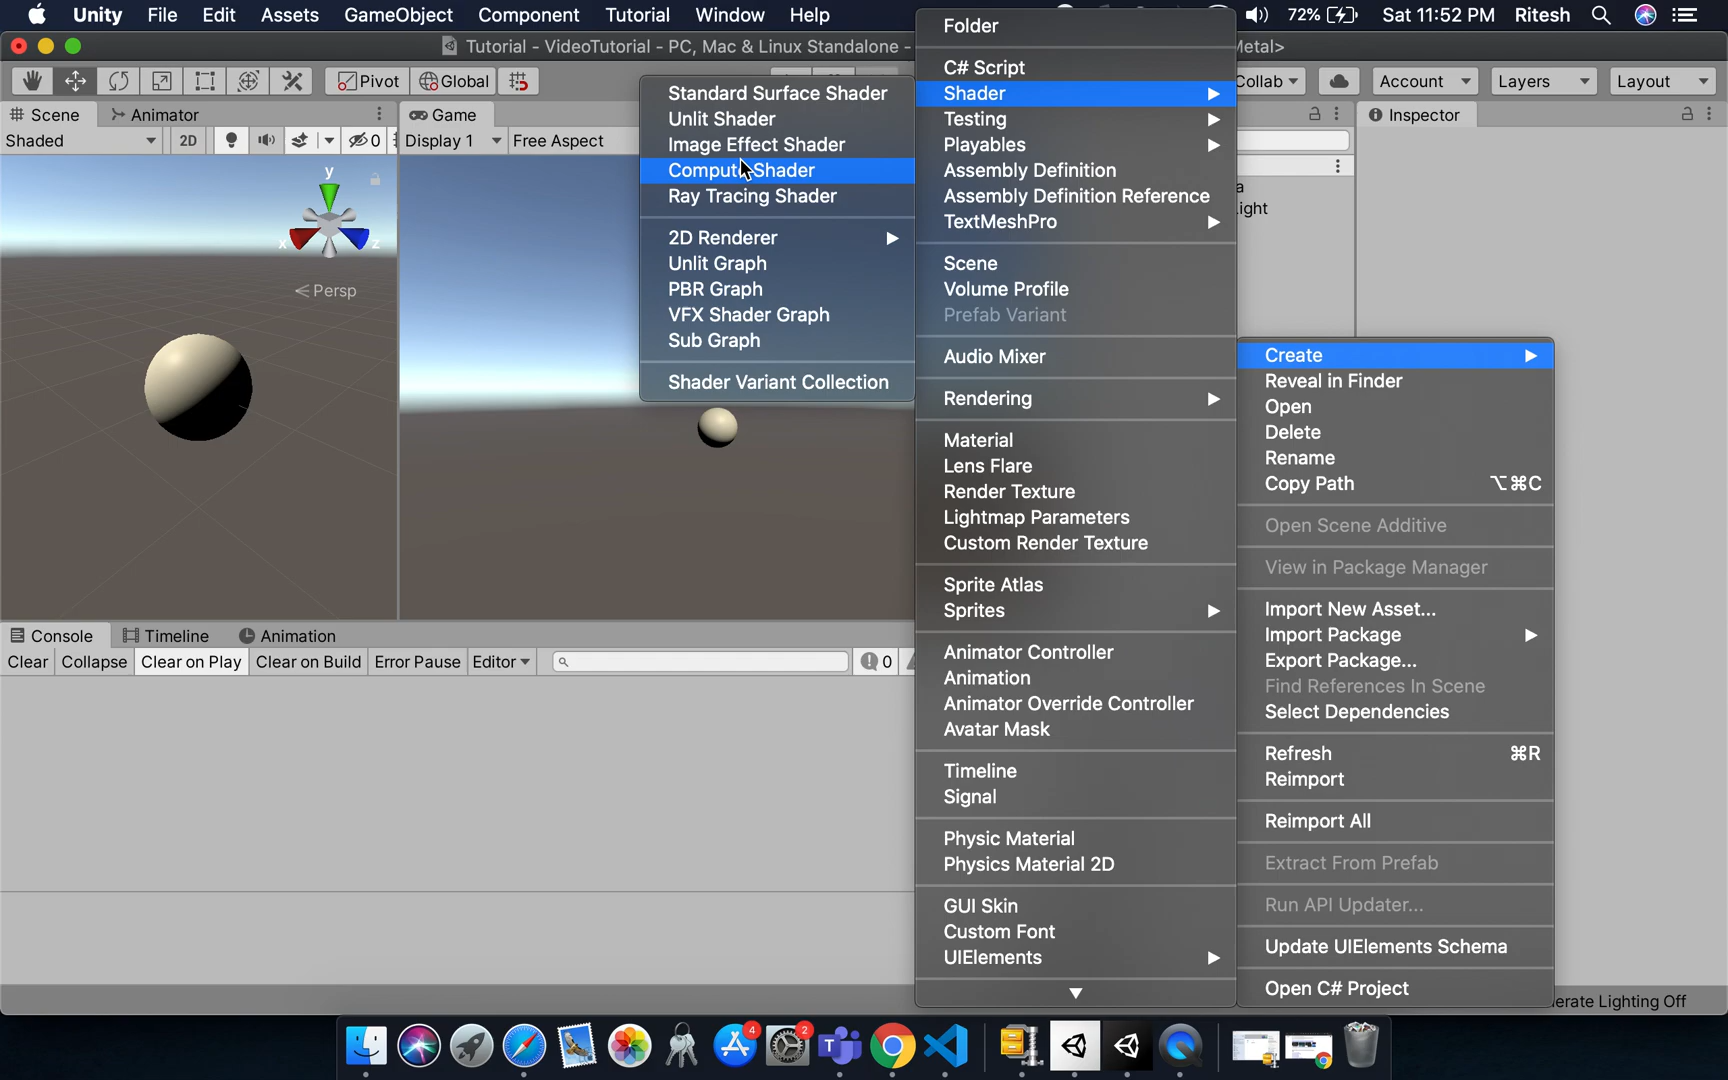 Unity File Edit Assets GameObject Component Tutorial Window Help
72% Sat 11:52 PM Ritesh
Tutorial - VideoTutorial - PC, Mac & Linux Standalone -
Metal>
Pivot Global
Collab Account Layers Layout
Scene Animator
Game
Inspector
Shaded 2D 0
Display 1 Free Aspect
y
x z
Persp
Standard Surface Shader
Unlit Shader
Image Effect Shader
Compute Shader
Ray Tracing Shader
2D Renderer
Unlit Graph
PBR Graph
VFX Shader Graph
Sub Graph
Shader Variant Collection
Folder
C# Script
Shader
Testing
Playables
Assembly Definition
Assembly Definition Reference
TextMeshPro
Scene
Volume Profile
Prefab Variant
Audio Mixer
Rendering
Material
Lens Flare
Render Texture
Lightmap Parameters
Custom Render Texture
Sprite Atlas
Sprites
Animator Controller
Animation
Animator Override Controller
Avatar Mask
Timeline
Signal
Physic Material
Physics Material 2D
GUI Skin
Custom Font
UIElements
a
ight
Create
Reveal in Finder
Open
Delete
Rename
Copy Path ⌥⌘C
Open Scene Additive
View in Package Manager
Import New Asset...
Import Package
Export Package...
Find References In Scene
Select Dependencies
Refresh ⌘R
Reimport
Reimport All
Extract From Prefab
Run API Updater...
Update UIElements Schema
Open C# Project
Console Timeline Animation
Clear Collapse Clear on Play Clear on Build Error Pause Editor
0
erate Lighting Off
4
2